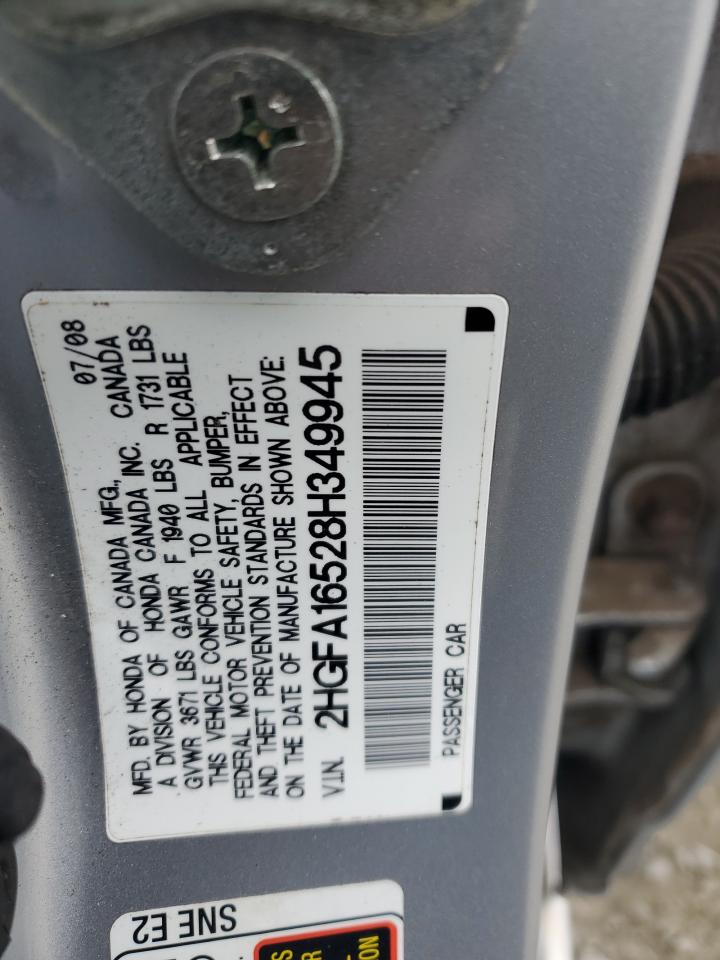 MFD. BY HONDA OF CANADA MFG., 07/08
A DIVISION OF HONDA CANADA INC. CANADA
GVWR 3671 LBS GAWR F 1940 LBS R 1731 LBS
THIS VEHICLE CONFORMS TO ALL APPLICABLE
FEDERAL MOTOR VEHICLE SAFETY, BUMPER,
AND THEFT PREVENTION STANDARDS IN EFFECT
ON THE DATE OF MANUFACTURE SHOWN ABOVE.
V.I.N. 2HGFA16528H349945
PASSENGER CAR
SNE E2